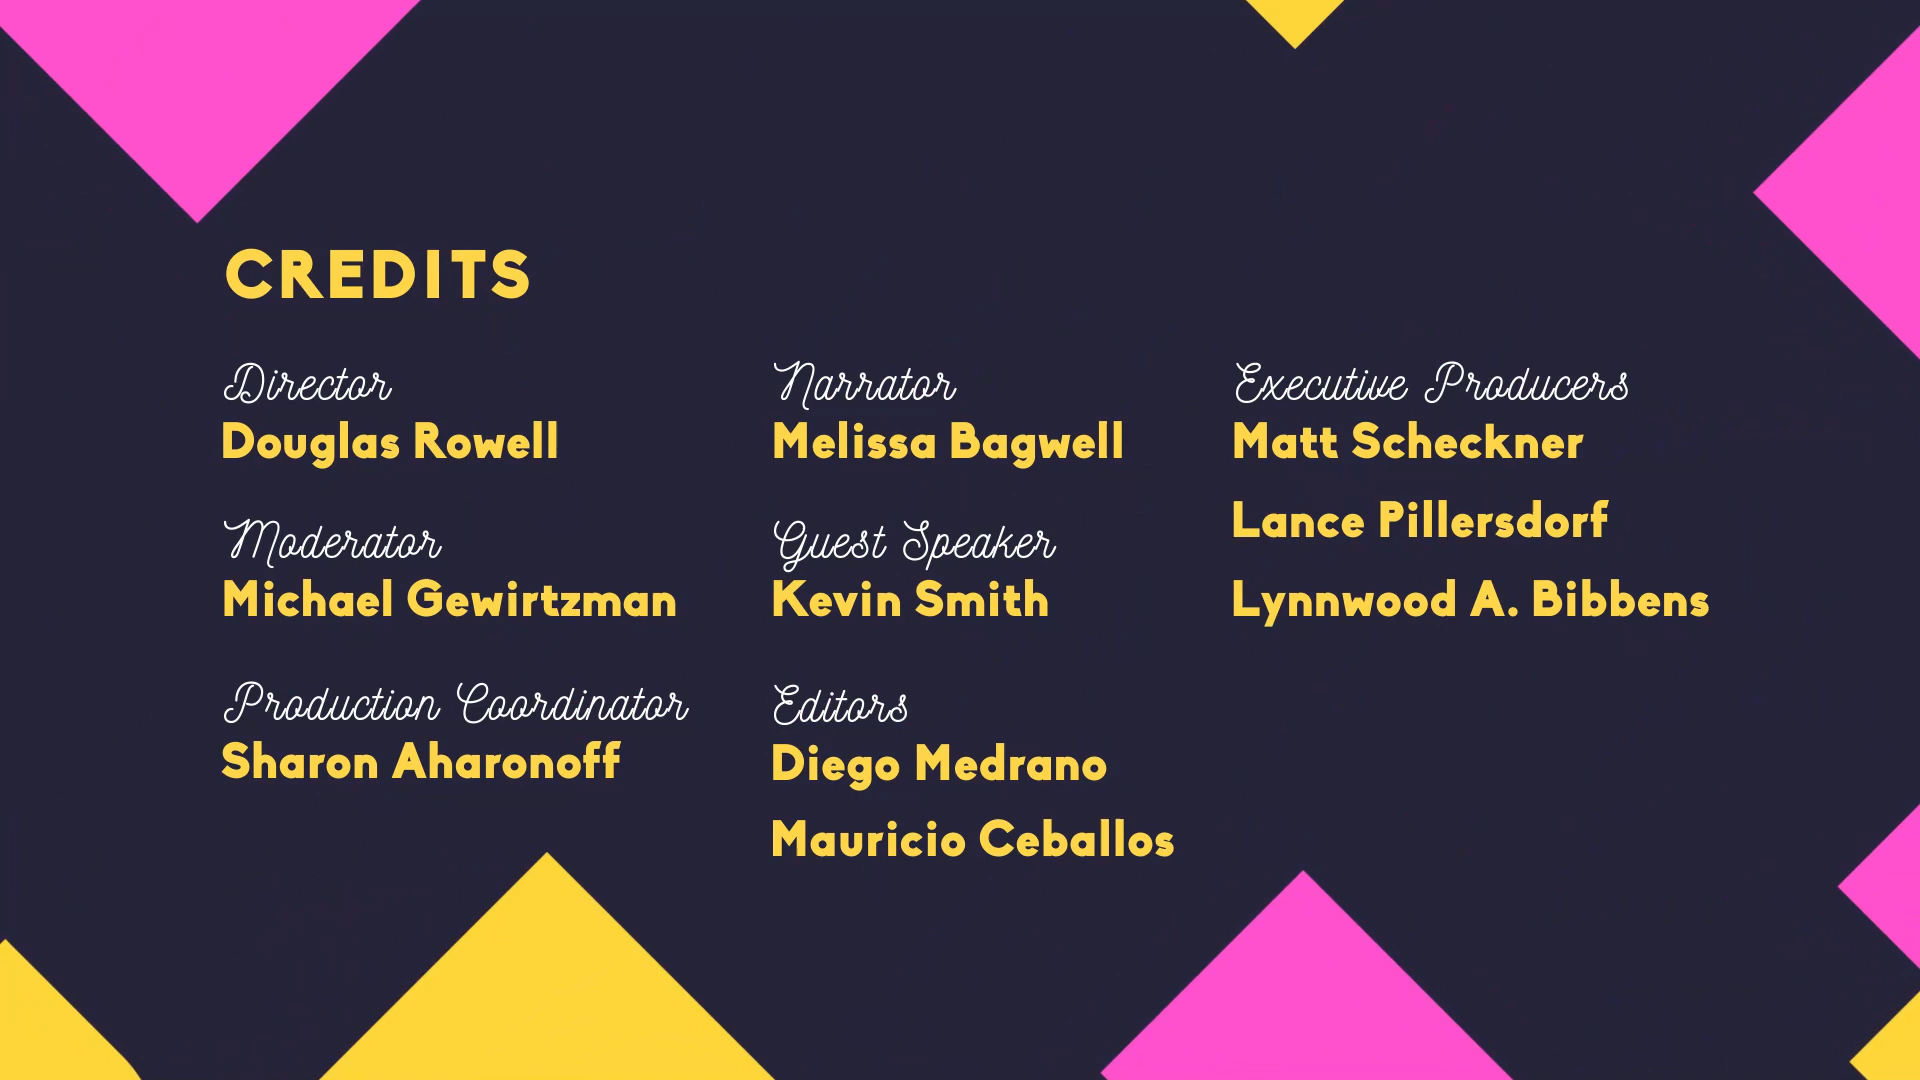 CREDITS
Director
Douglas Rowell
Moderator
Michael Gewirtzman
Production Coordinator
Sharon Aharonoff
Narrator
Melissa Bagwell
Guest Speaker
Kevin Smith
Editors
Diego Medrano
Mauricio Ceballos
Executive Producers
Matt Scheckner
Lance Pillersdorf
Lynnwood A. Bibbens